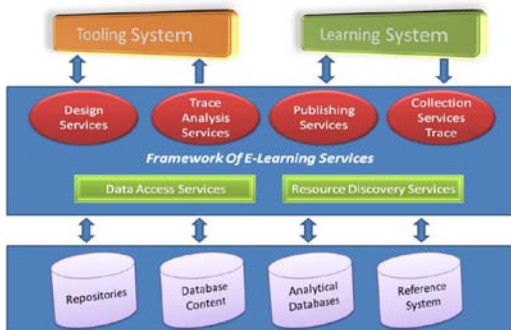 Tooling System
Learning System
Design
Services
Trace
Analysis
Services
Publishing
Services
Collection
Services
Trace
Framework Of E-Learning Services
Data Access Services
Resource Discovery Services
Repositories
Database
Content
Analytical
Databases
Reference
System